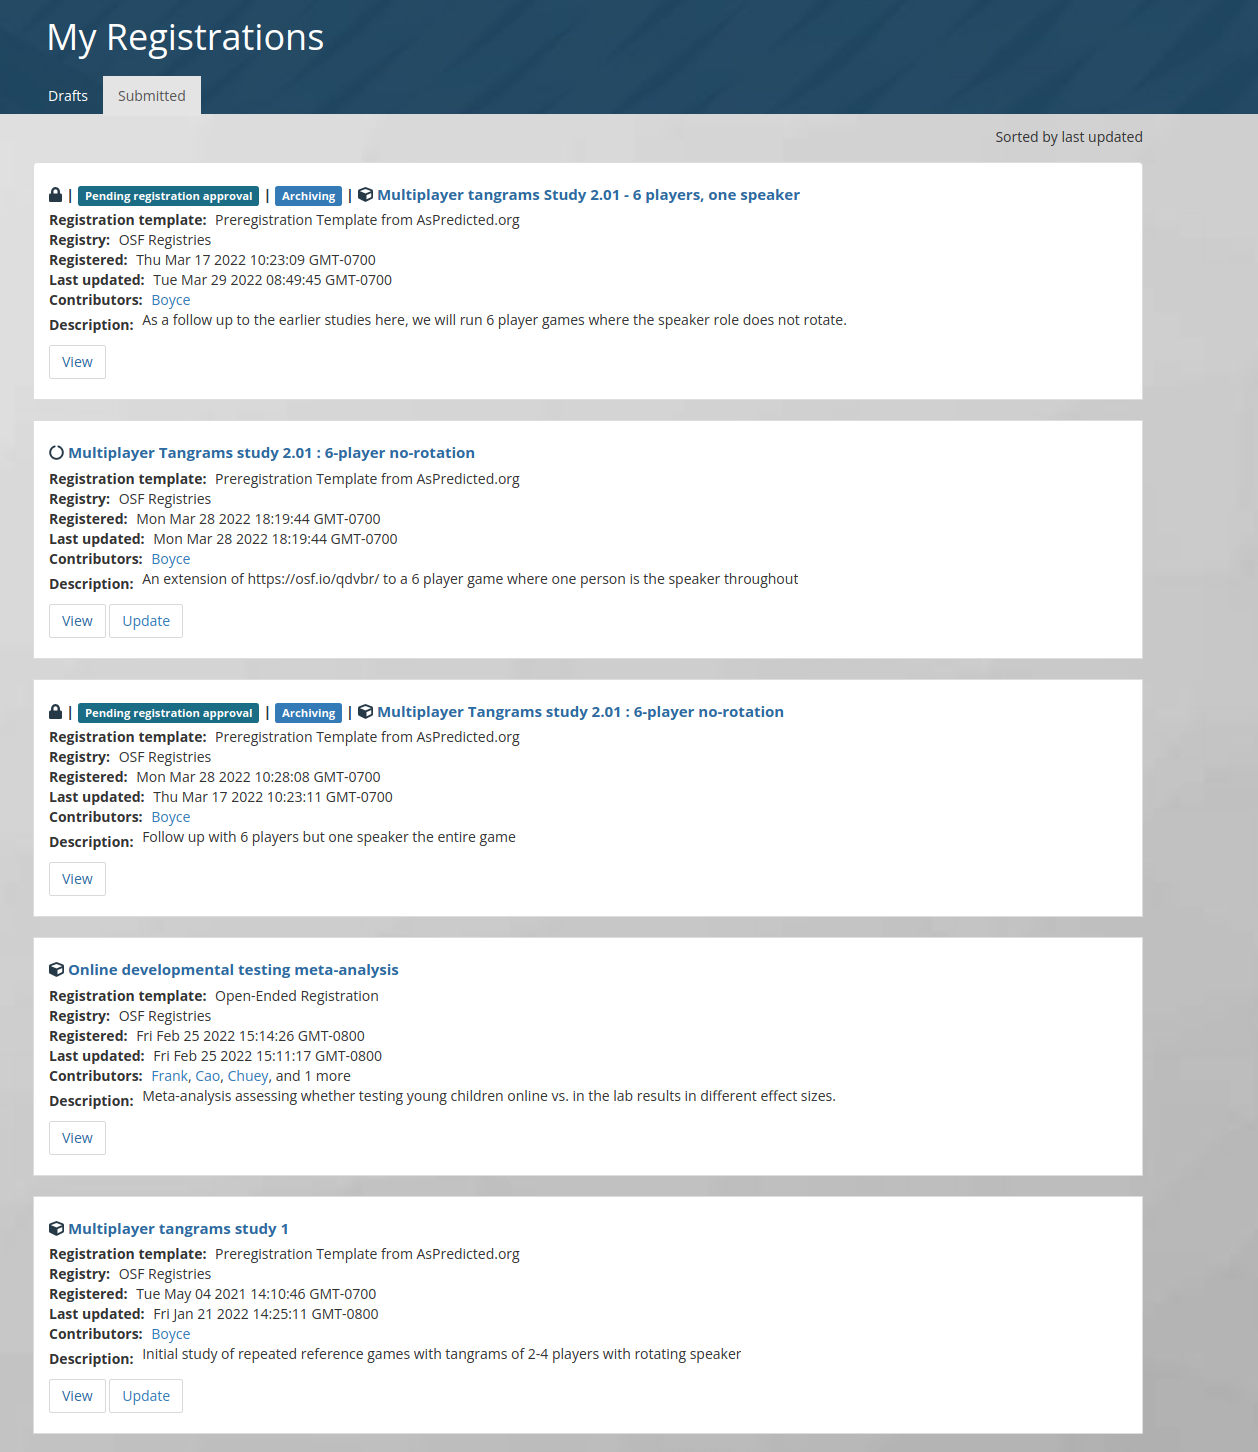 My Registrations
Drafts Submitted
Sorted by last updated
| Pending registration approval | Archiving | Multiplayer tangrams Study 2.01 - 6 players, one speaker
Registration template: Preregistration Template from AsPredicted.org
Registry: OSF Registries
Registered: Thu Mar 17 2022 10:23:09 GMT-0700
Last updated: Tue Mar 29 2022 08:49:45 GMT-0700
Contributors: Boyce
Description: As a follow up to the earlier studies here, we will run 6 player games where the speaker role does not rotate.
View
Multiplayer Tangrams study 2.01 : 6-player no-rotation
Registration template: Preregistration Template from AsPredicted.org
Registry: OSF Registries
Registered: Mon Mar 28 2022 18:19:44 GMT-0700
Last updated: Mon Mar 28 2022 18:19:44 GMT-0700
Contributors: Boyce
Description: An extension of https://osf.io/qdvbr/ to a 6 player game where one person is the speaker throughout
View Update
| Pending registration approval | Archiving | Multiplayer Tangrams study 2.01 : 6-player no-rotation
Registration template: Preregistration Template from AsPredicted.org
Registry: OSF Registries
Registered: Mon Mar 28 2022 10:28:08 GMT-0700
Last updated: Thu Mar 17 2022 10:23:11 GMT-0700
Contributors: Boyce
Description: Follow up with 6 players but one speaker the entire game
View
Online developmental testing meta-analysis
Registration template: Open-Ended Registration
Registry: OSF Registries
Registered: Fri Feb 25 2022 15:14:26 GMT-0800
Last updated: Fri Feb 25 2022 15:11:17 GMT-0800
Contributors: Frank, Cao, Chuey, and 1 more
Description: Meta-analysis assessing whether testing young children online vs. in the lab results in different effect sizes.
View
Multiplayer tangrams study 1
Registration template: Preregistration Template from AsPredicted.org
Registry: OSF Registries
Registered: Tue May 04 2021 14:10:46 GMT-0700
Last updated: Fri Jan 21 2022 14:25:11 GMT-0800
Contributors: Boyce
Description: Initial study of repeated reference games with tangrams of 2-4 players with rotating speaker
View Update